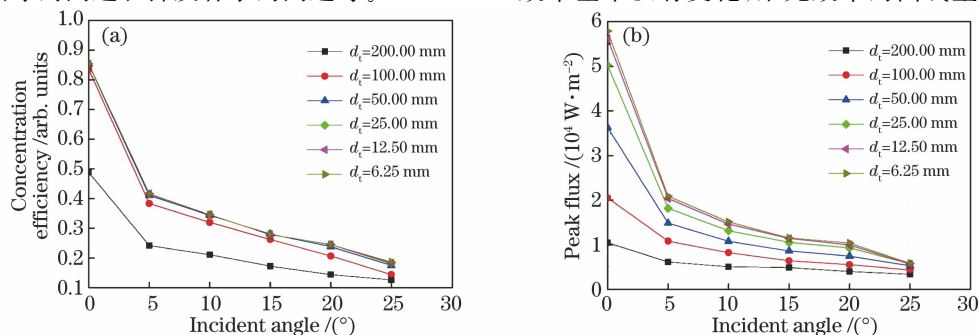 (a)
1.0
0.9
0.8
0.7
0.6
0.5
0.4
0.3
0.2
0.1
Concentration
efficiency /arb. units
dt=200.00 mm
dt=100.00 mm
dt=50.00 mm
dt=25.00 mm
dt=12.50 mm
dt=6.25 mm
0 5 10 15 20 25 30
Incident angle /(°)
(b)
6
5
4
3
2
1
0
Peak flux /(10⁴ W·m⁻²)
dt=200.00 mm
dt=100.00 mm
dt=50.00 mm
dt=25.00 mm
dt=12.50 mm
dt=6.25 mm
0 5 10 15 20 25 30
Incident angle /(°)